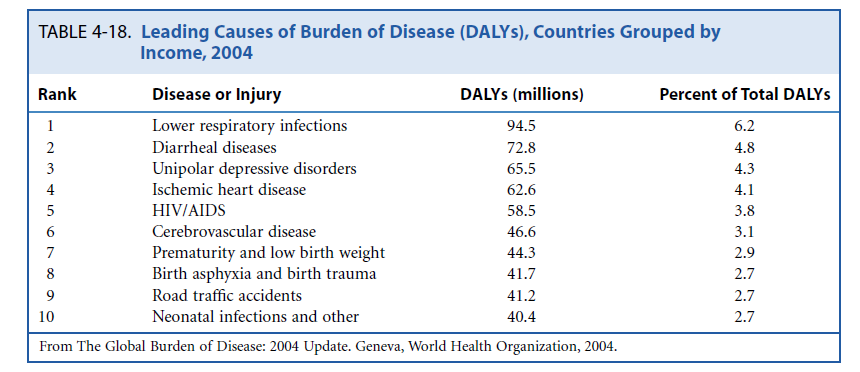 TABLE 4-18. Leading Causes of Burden of Disease (DALYs), Countries Grouped by
Income, 2004
Rank Disease or Injury DALYs (millions) Percent of Total DALYs
1 Lower respiratory infections 94.5 6.2
2 Diarrheal diseases 72.8 4.8
3 Unipolar depressive disorders 65.5 4.3
4 Ischemic heart disease 62.6 4.1
5 HIV/AIDS 58.5 3.8
6 Cerebrovascular disease 46.6 3.1
7 Prematurity and low birth weight 44.3 2.9
8 Birth asphyxia and birth trauma 41.7 2.7
9 Road traffic accidents 41.2 2.7
10 Neonatal infections and other 40.4 2.7
From The Global Burden of Disease: 2004 Update. Geneva, World Health Organization, 2004.